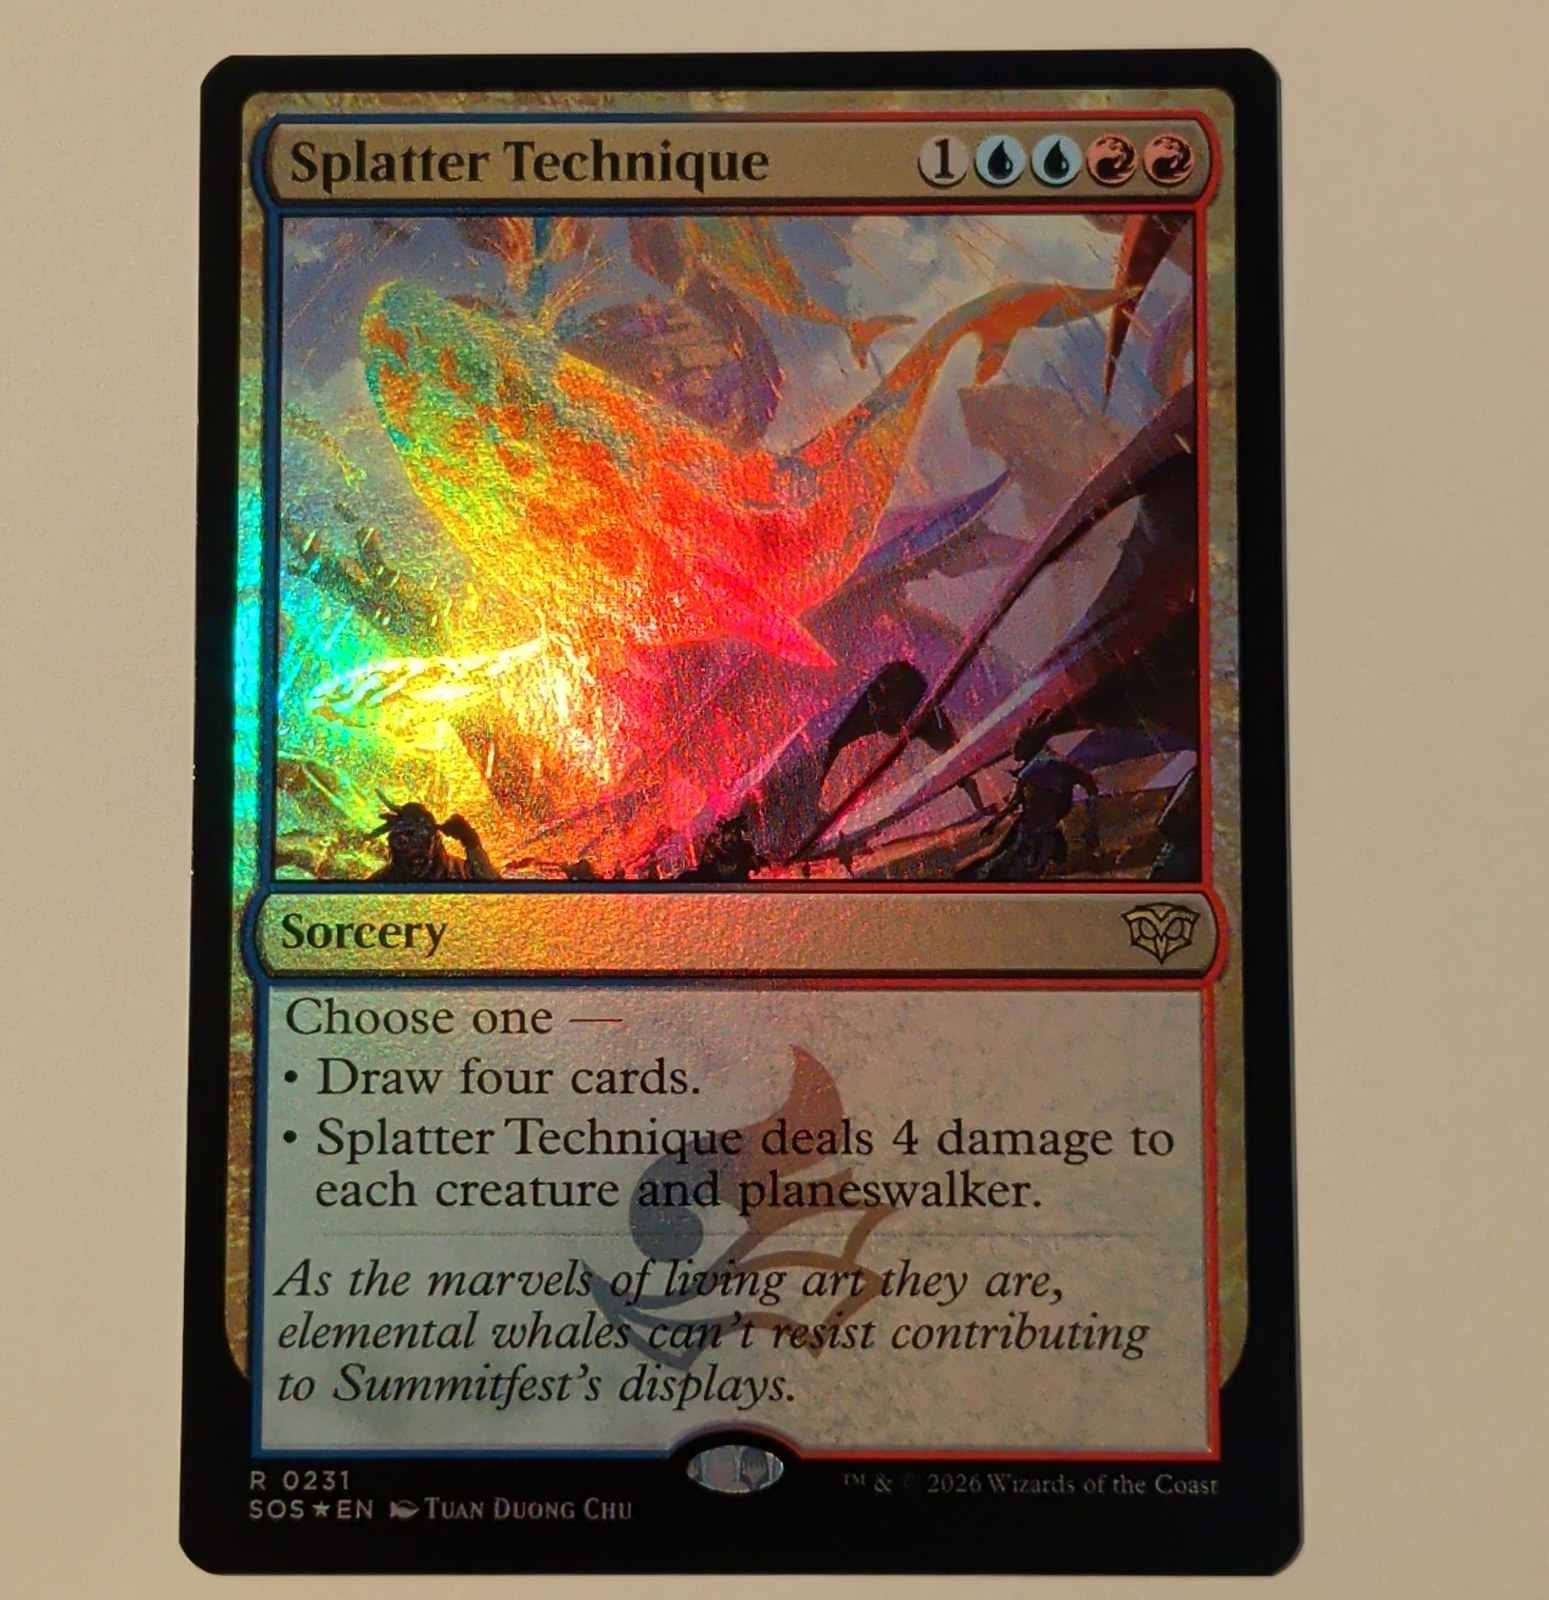 Splatter Technique 1
Sorcery
Choose one —
• Draw four cards.
• Splatter Technique deals 4 damage to
each creature and planeswalker.
As the marvels of living art they are,
elemental whales can't resist contributing
to Summitfest's displays.
R 0231
SOS★EN Tuan Duong Chu
™ & © 2026 Wizards of the Coast